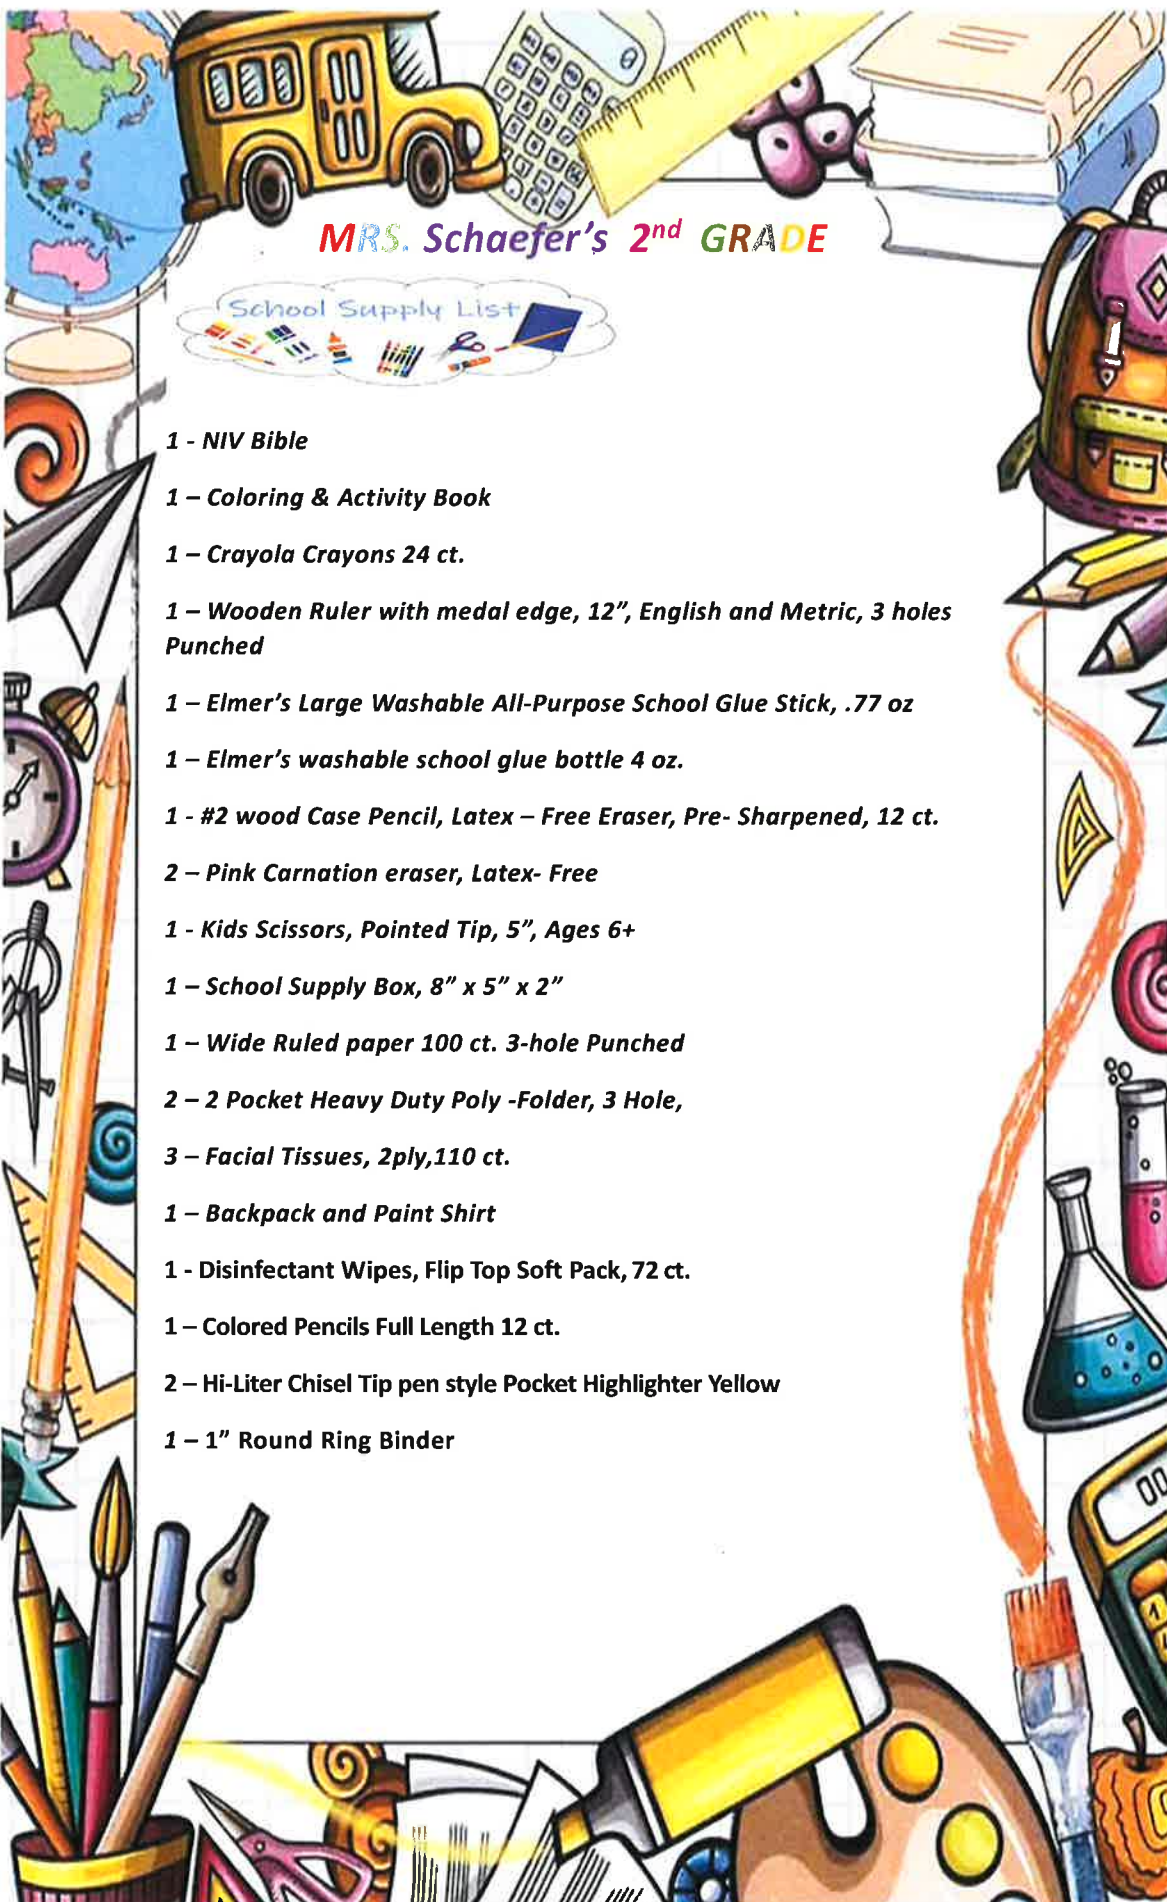 MRS. Schaefer's 2nd GRADE
School Supply List
1 - NIV Bible
1 – Coloring & Activity Book
1 – Crayola Crayons 24 ct.
1 – Wooden Ruler with medal edge, 12”, English and Metric, 3 holes
Punched
1 – Elmer's Large Washable All-Purpose School Glue Stick, .77 oz
1 – Elmer's washable school glue bottle 4 oz.
1 - #2 wood Case Pencil, Latex – Free Eraser, Pre- Sharpened, 12 ct.
2 – Pink Carnation eraser, Latex- Free
1 - Kids Scissors, Pointed Tip, 5”, Ages 6+
1 – School Supply Box, 8” x 5” x 2”
1 – Wide Ruled paper 100 ct. 3-hole Punched
2 – 2 Pocket Heavy Duty Poly -Folder, 3 Hole,
3 – Facial Tissues, 2ply,110 ct.
1 – Backpack and Paint Shirt
1 - Disinfectant Wipes, Flip Top Soft Pack, 72 ct.
1 – Colored Pencils Full Length 12 ct.
2 – Hi-Liter Chisel Tip pen style Pocket Highlighter Yellow
1 – 1” Round Ring Binder